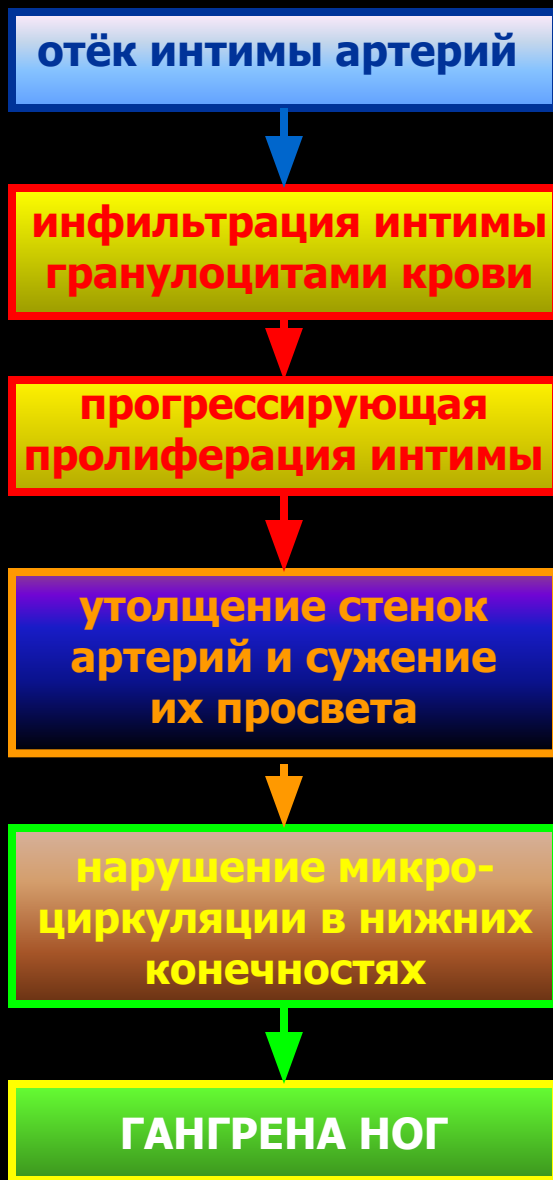 отёк интимы артерий
инфильтрация интимы
гранулоцитами крови
прогрессирующая
пролиферация интимы
утолщение стенок
артерий и сужение
их просвета
нарушение микро-
циркуляции в нижних
конечностях
ГАНГРЕНА НОГ